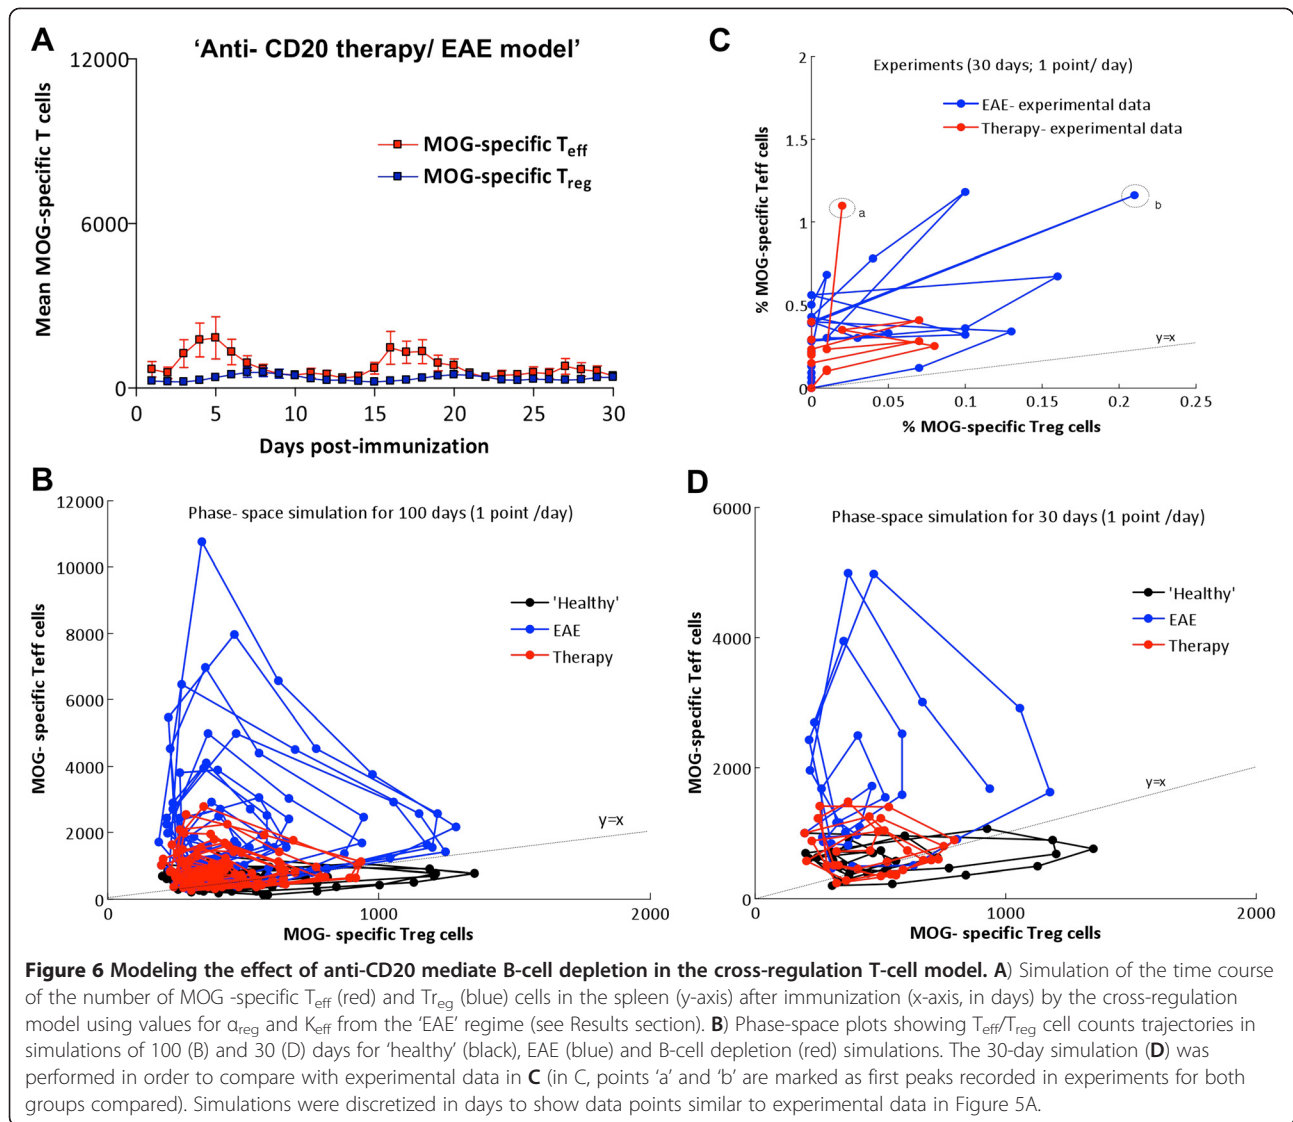 A
'Anti- CD20 therapy/ EAE model'
12000
6000
0
Mean MOG-specific T cells
MOG-specific Teff
MOG-specific Treg
0 5 10 15 20 25 30
Days post-immunization
C
Experiments (30 days; 1 point/ day)
EAE- experimental data
Therapy- experimental data
2
1.5
1
0.5
0
% MOG-specific Teff cells
a
b
y=x
0 0.05 0.1 0.15 0.2 0.25
% MOG-specific Treg cells
B
Phase- space simulation for 100 days (1 point /day)
12000
10000
8000
6000
4000
2000
0
MOG- specific Teff cells
'Healthy'
EAE
Therapy
y=x
0 1000 2000
MOG- specific Treg cells
D
Phase-space simulation for 30 days (1 point /day)
6000
4000
2000
0
MOG-specific Teff cells
'Healthy'
EAE
Therapy
y=x
0 1000 2000
MOG- specific Treg cells
Figure 6 Modeling the effect of anti-CD20 mediate B-cell depletion in the cross-regulation T-cell model. A) Simulation of the time course
of the number of MOG -specific Teff (red) and Treg (blue) cells in the spleen (y-axis) after immunization (x-axis, in days) by the cross-regulation
model using values for αreg and Keff from the 'EAE' regime (see Results section). B) Phase-space plots showing Teff/Treg cell counts trajectories in
simulations of 100 (B) and 30 (D) days for 'healthy' (black), EAE (blue) and B-cell depletion (red) simulations. The 30-day simulation (D) was
performed in order to compare with experimental data in C (in C, points 'a' and 'b' are marked as first peaks recorded in experiments for both
groups compared). Simulations were discretized in days to show data points similar to experimental data in Figure 5A.